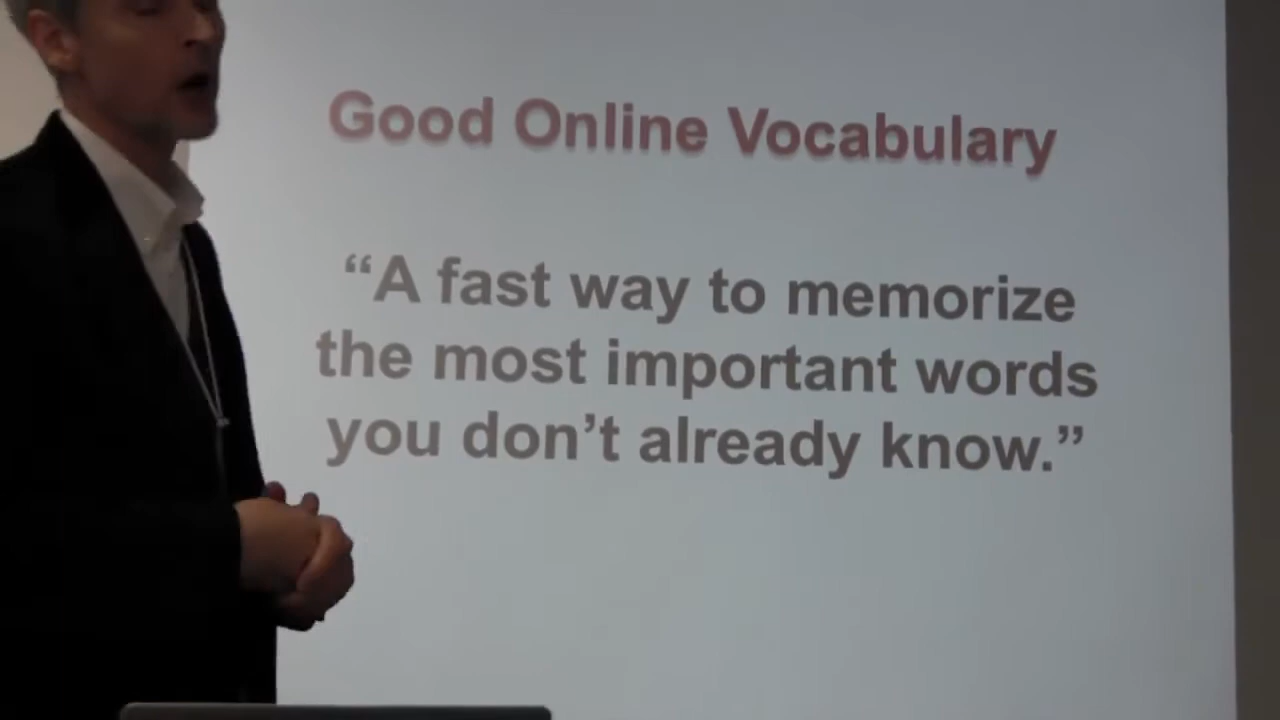 Good Online Vocabulary
“A fast way to memorize
the most important words
you don’t already know.”